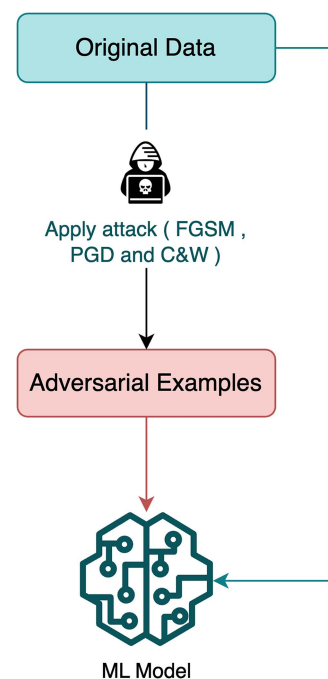 Original Data
Apply attack ( FGSM ,
PGD and C&W )
Adversarial Examples
ML Model